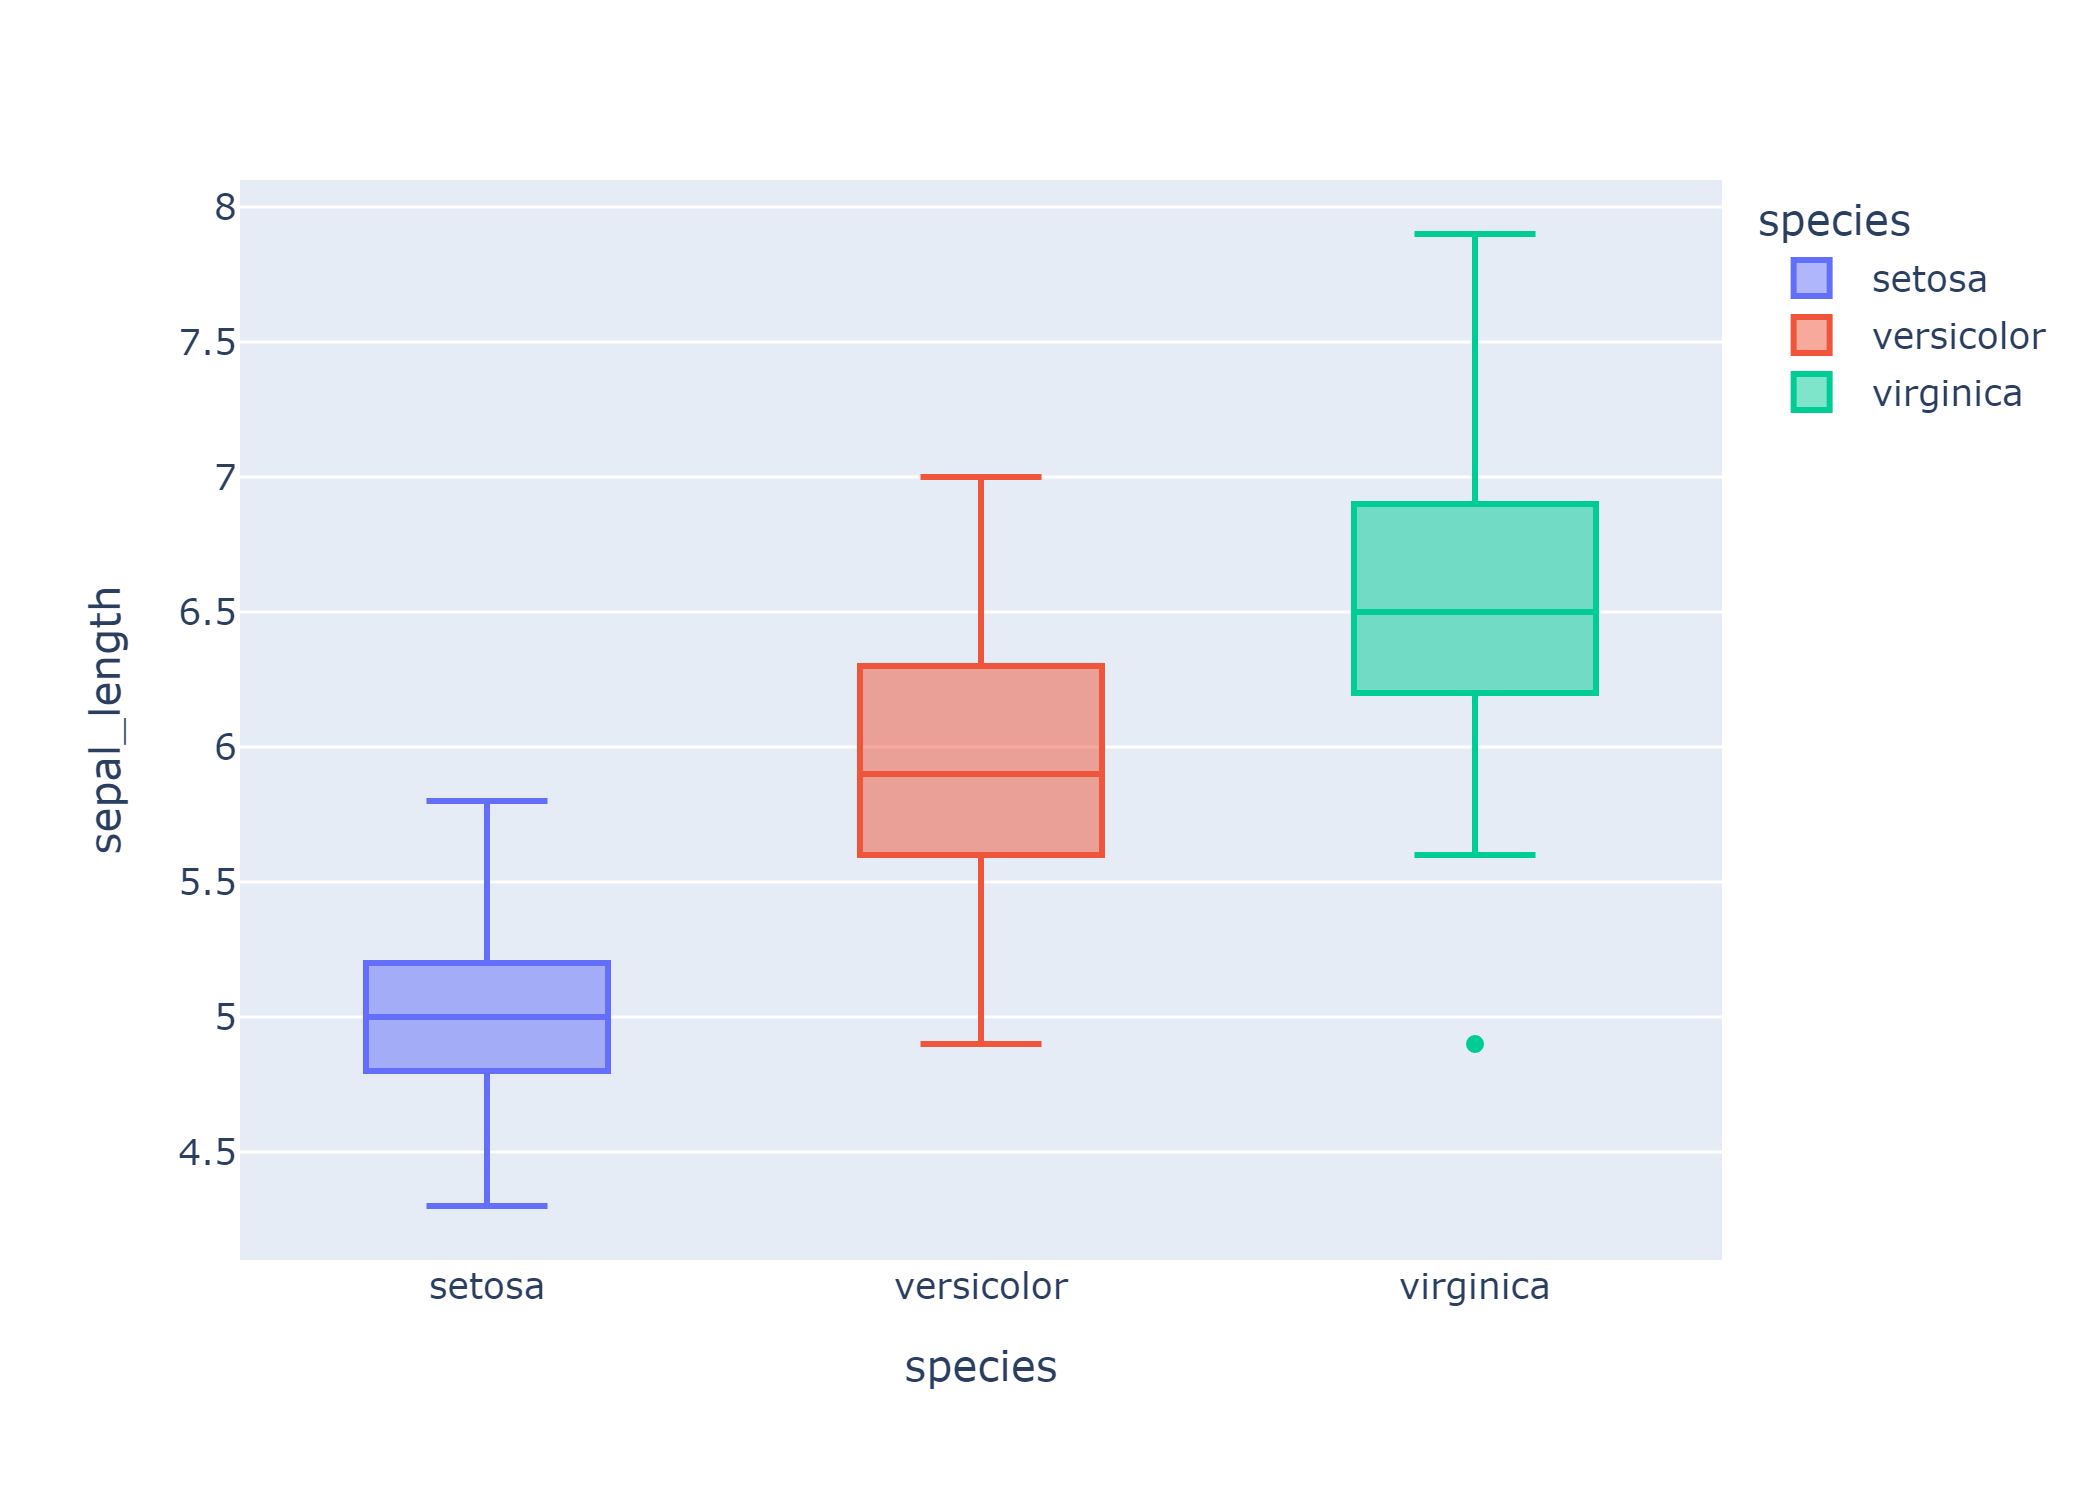 8
7.5
7
6.5
6
5.5
5
4.5
sepal_length
setosa
versicolor
virginica
species
species
setosa
versicolor
virginica